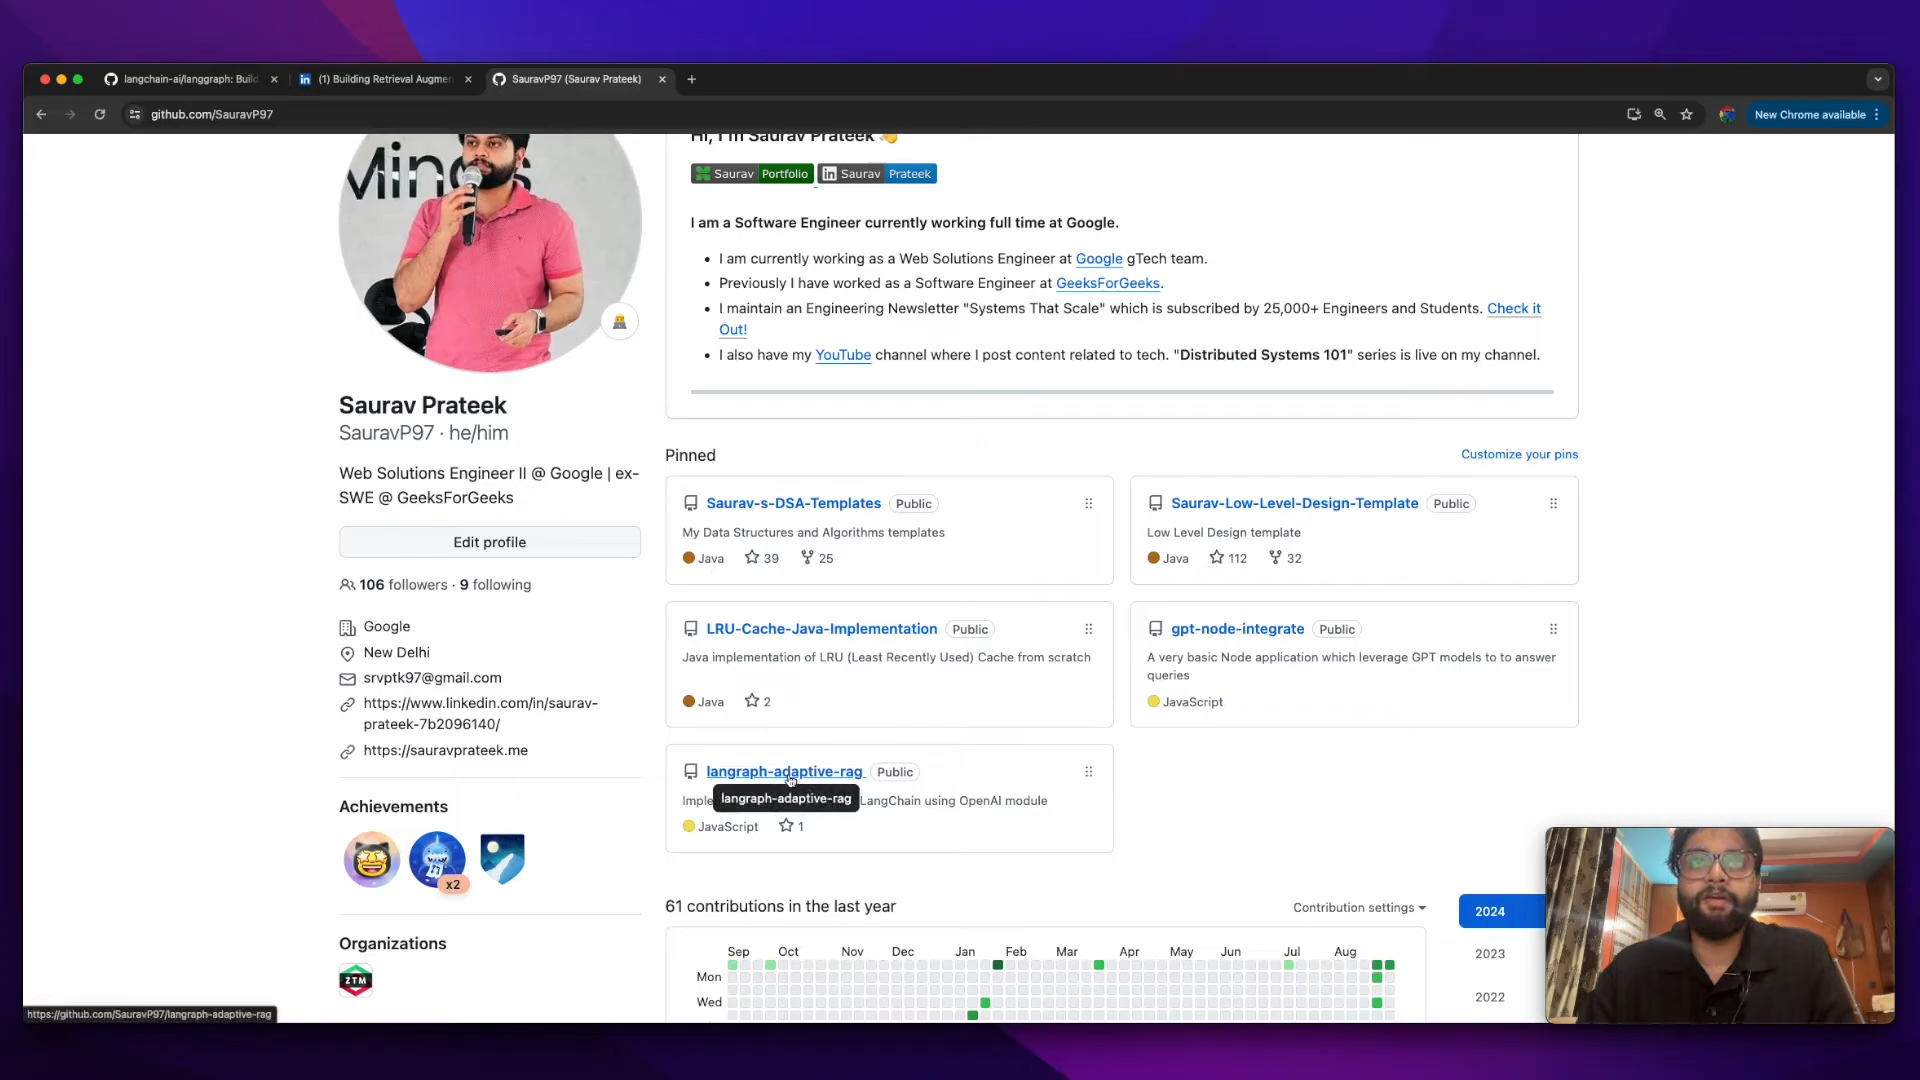 langchain-ai/langgraph: Build
(1) Building Retrieval Augmen
SauravP97 (Saurav Prateek)
github.com/SauravP97
New Chrome available
Minds
Hi, I'm Saurav Prateek 👋
Saurav Portfolio
Saurav Prateek
I am a Software Engineer currently working full time at Google.
I am currently working as a Web Solutions Engineer at Google gTech team.
Previously I have worked as a Software Engineer at GeeksForGeeks.
I maintain an Engineering Newsletter "Systems That Scale" which is subscribed by 25,000+ Engineers and Students. Check it
Out!
I also have my YouTube channel where I post content related to tech. "Distributed Systems 101" series is live on my channel.
Saurav Prateek
SauravP97 · he/him
Web Solutions Engineer II @ Google | ex-
SWE @ GeeksForGeeks
Edit profile
106 followers · 9 following
Google
New Delhi
srvptk97@gmail.com
https://www.linkedin.com/in/saurav-
prateek-7b2096140/
https://sauravprateek.me
Achievements
x2
Organizations
ZTM
Pinned
Customize your pins
Saurav-s-DSA-Templates Public
My Data Structures and Algorithms templates
Java 39 25
Saurav-Low-Level-Design-Template Public
Low Level Design template
Java 112 32
LRU-Cache-Java-Implementation Public
Java implementation of LRU (Least Recently Used) Cache from scratch
Java 2
gpt-node-integrate Public
A very basic Node application which leverage GPT models to to answer
queries
JavaScript
langraph-adaptive-rag Public
Imple
langraph-adaptive-rag
LangChain using OpenAI module
JavaScript 1
61 contributions in the last year
Contribution settings
2024
2023
2022
Sep Oct Nov Dec Jan Feb Mar Apr May Jun Jul Aug
Mon
Wed
https://github.com/SauravP97/langraph-adaptive-rag